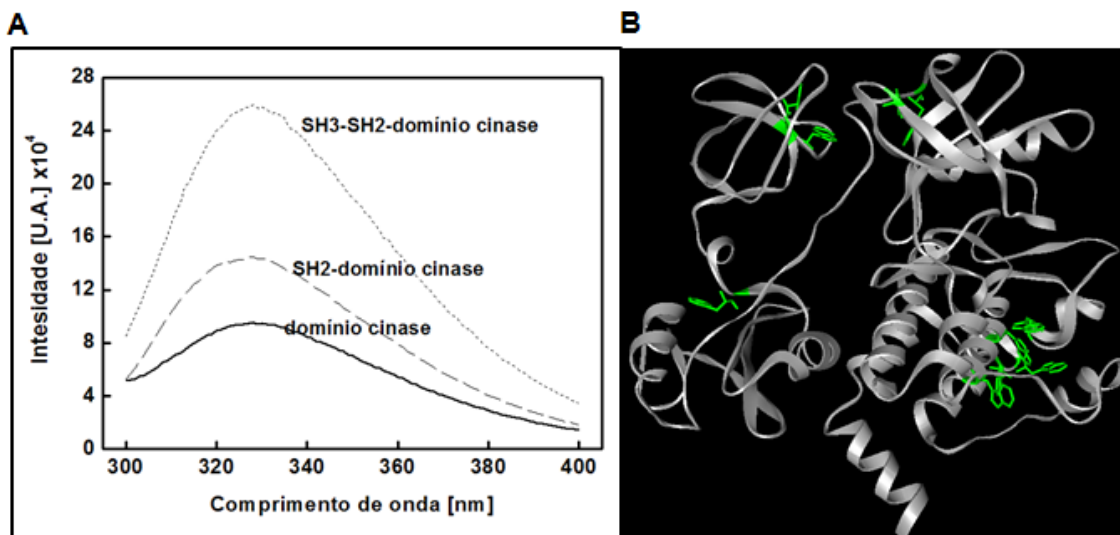 A
B
28
24
20
16
12
8
4
0
Intesidade [U.A.] x10⁴
SH3-SH2-domínio cinase
SH2-domínio cinase
domínio cinase
300 320 340 360 380 400
Comprimento de onda [nm]